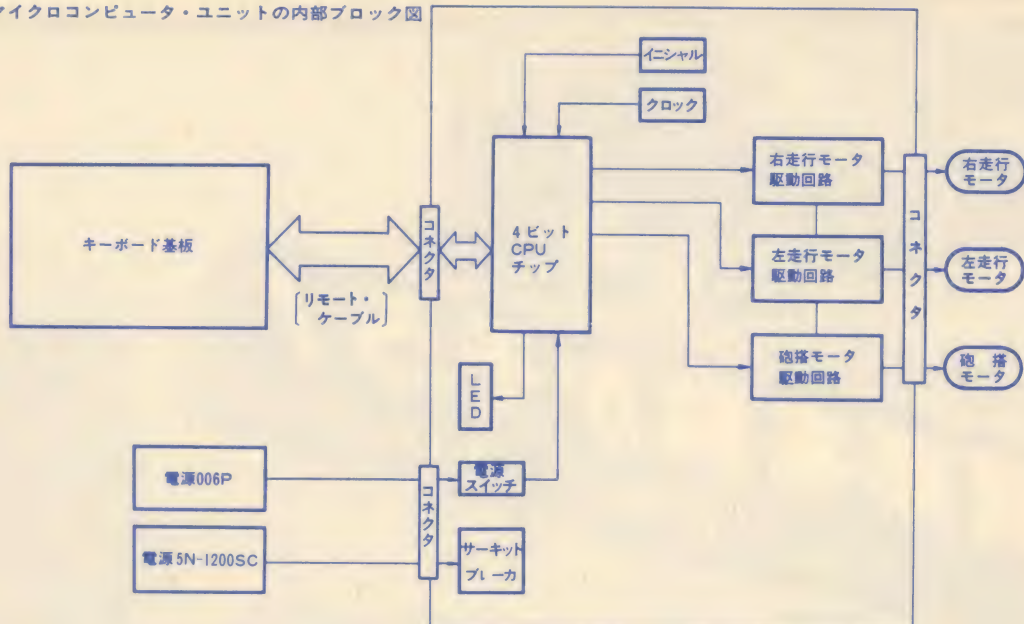 イクロコンピュータ・ユニットの内部ブロック図
イニシャル
クロック
キーボード基板
リモート・
ケーブル
コネクタ
4ビット
CPU
チップ
右走行モータ
駆動回路
左走行モータ
駆動回路
砲塔モータ
駆動回路
コネクタ
右走行
モータ
左走行
モータ
砲 塔
モータ
LED
電源006P
電源5N-1200SC
コネクタ
電源
スイッチ
サーキット
ブレーカ